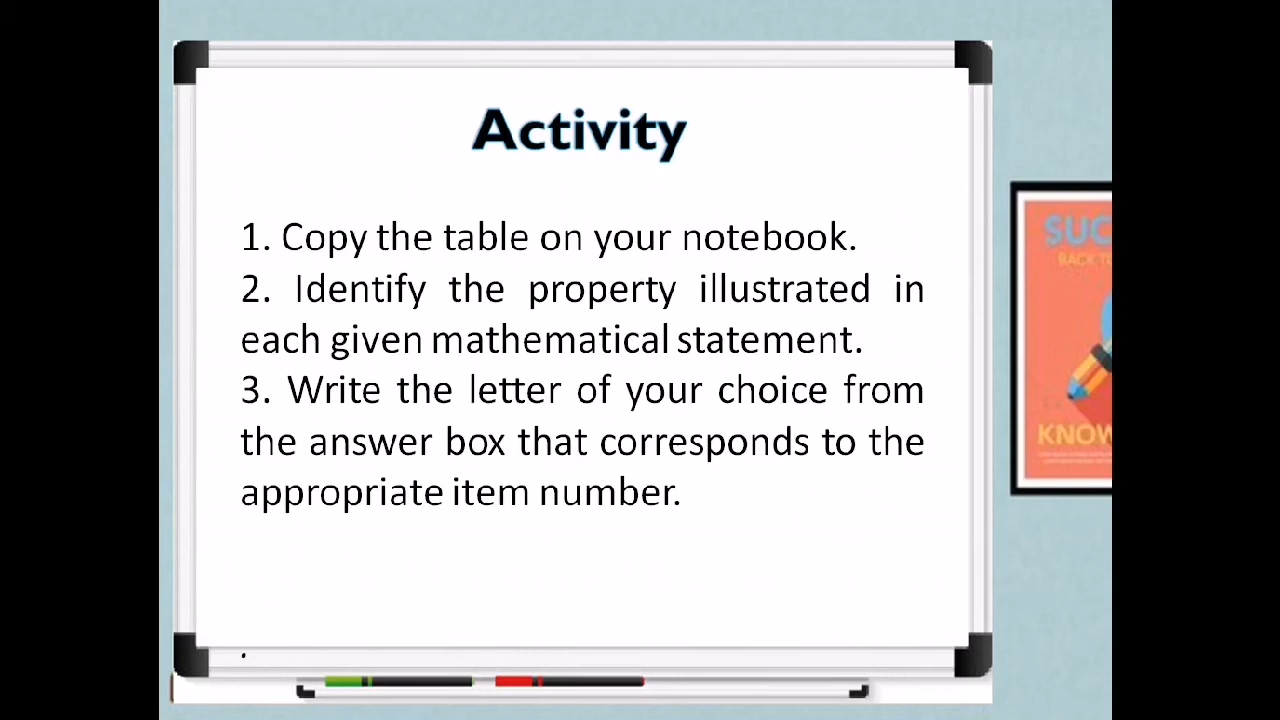 Activity
1. Copy the table on your notebook.
2. Identify the property illustrated in
each given mathematical statement.
3. Write the letter of your choice from
the answer box that corresponds to the
appropriate item number.
.
SUC
BACK TO
KNOW